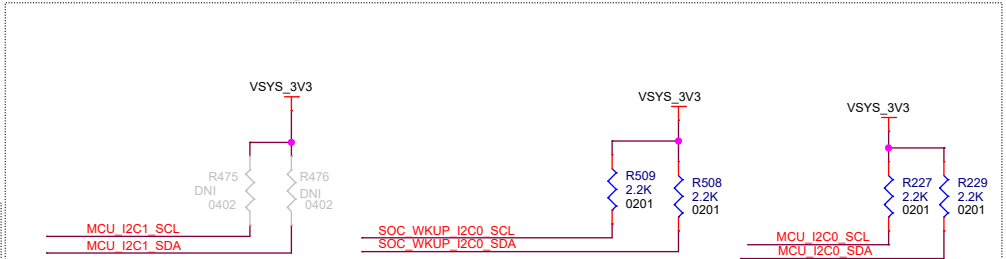 VSYS_3V3
R475
DNI
0402
R476
DNI
0402
MCU_I2C1_SCL
MCU_I2C1_SDA
VSYS_3V3
R509
2.2K
0201
R508
2.2K
0201
SOC_WKUP_I2C0_SCL
SOC_WKUP_I2C0_SDA
VSYS_3V3
R227
2.2K
0201
R229
2.2K
0201
MCU_I2C0_SCL
MCU_I2C0_SDA